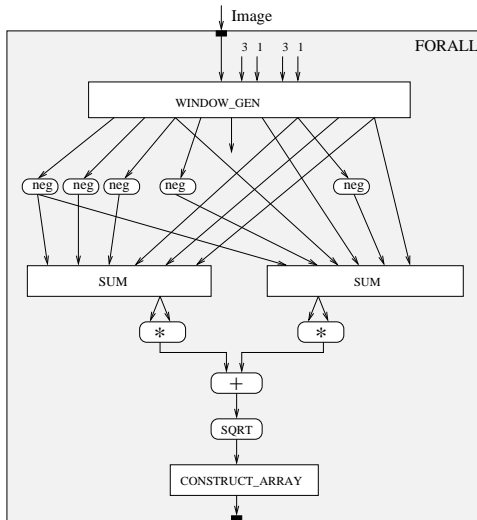 Image
FORALL
3 1 3 1
WINDOW_GEN
neg neg neg neg neg
SUM SUM
* *
+
SQRT
CONSTRUCT_ARRAY